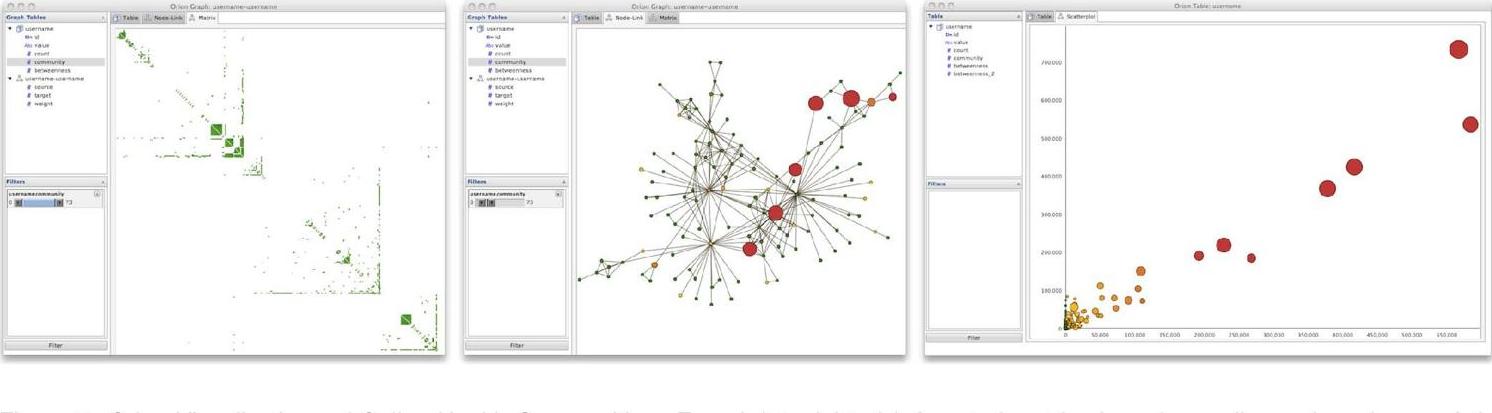 Orion Graph: username-username
Graph Tables
Table
Node-Link
Matrix
username
id
Abc value
# count
# community
# betweenness
username-username
# source
# target
# weight
Filters
username.community
0
73
Filter
Orion Graph: username-username
Graph Tables
Table
Node-Link
Matrix
username
id
Abc value
# count
# community
# betweenness
username-username
# source
# target
# weight
Filters
username.community
73
Filter
Orion Table: username
Table
Table
Scatterplot
username
id
value
# count
# community
# betweenness
# betweenness_2
Filters
Filter
700,000
600,000
500,000
400,000
300,000
200,000
100,000
0
0 50,000 100,000 150,000 200,000 250,000 300,000 350,000 400,000 450,000 500,000 550,000